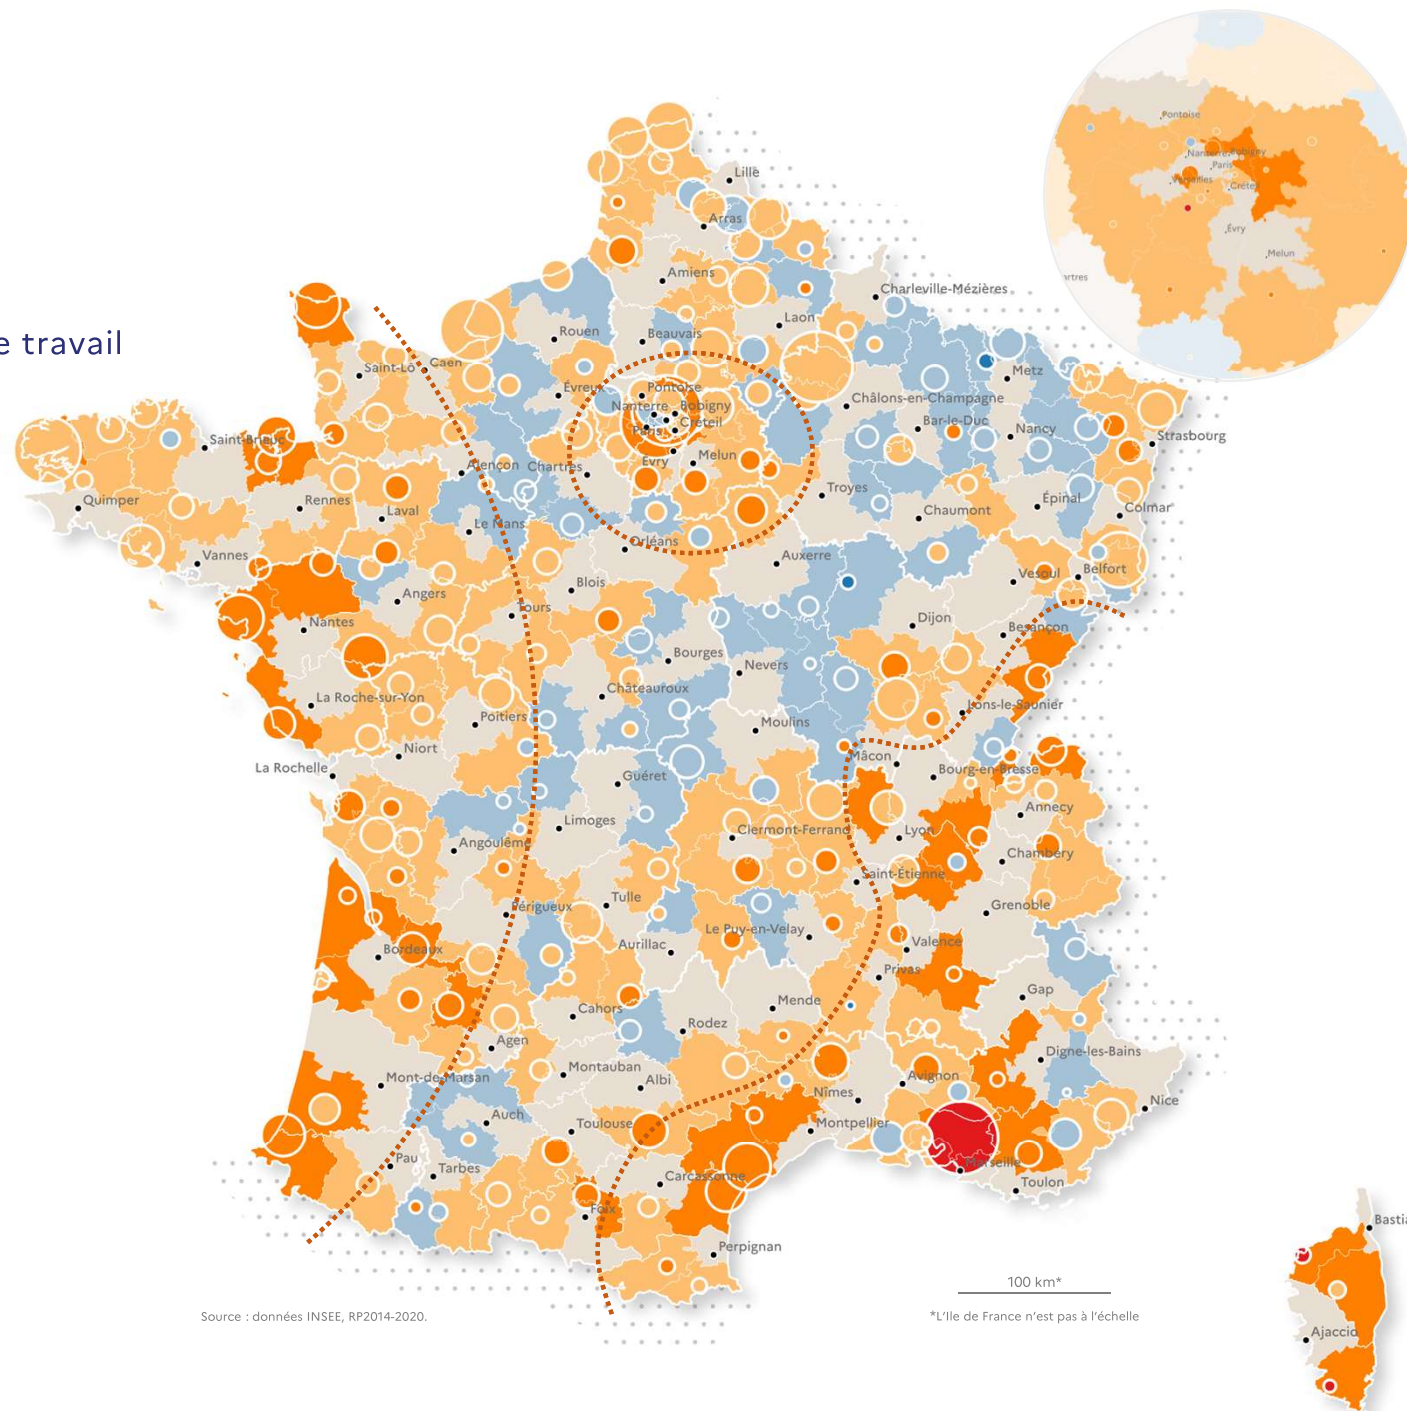 e travail
Pontoise
Nanterre
Bobigny
Paris
Versailles
Créteil
Évry
Melun
artres
Lille
Arras
Amiens
Charleville-Mézières
Rouen
Beauvais
Laon
Saint-Lô
Caen
Évreux
Pontoise
Metz
Nanterre
Bobigny
Châlons-en-Champagne
Paris
Créteil
Bar-le-Duc
Nancy
Strasbourg
Saint-Brieuc
Évry
Melun
Alençon
Chartres
Troyes
Quimper
Rennes
Laval
Épinal
Chaumont
Colmar
Le Mans
Orléans
Vannes
Auxerre
Blois
Vesoul
Belfort
Angers
Tours
Nantes
Dijon
Besançon
Bourges
Nevers
La Roche-sur-Yon
Châteauroux
Lons-le-Saunier
Poitiers
Moulins
Niort
Mâcon
La Rochelle
Guéret
Bourg-en-Bresse
Annecy
Limoges
Clermont-Ferrand
Lyon
Angoulême
Chambéry
Saint-Étienne
Périgueux
Tulle
Grenoble
Le Puy-en-Velay
Bordeaux
Aurillac
Valence
Privas
Cahors
Mende
Gap
Rodez
Agen
Digne-les-Bains
Mont-de-Marsan
Montauban
Albi
Avignon
Nîmes
Nice
Auch
Toulouse
Montpellier
Pau
Tarbes
Carcassonne
Marseille
Toulon
Foix
Perpignan
Bastia
100 km*
Source : données INSEE, RP2014-2020.
*L'Ile de France n'est pas à l'échelle
Ajaccio